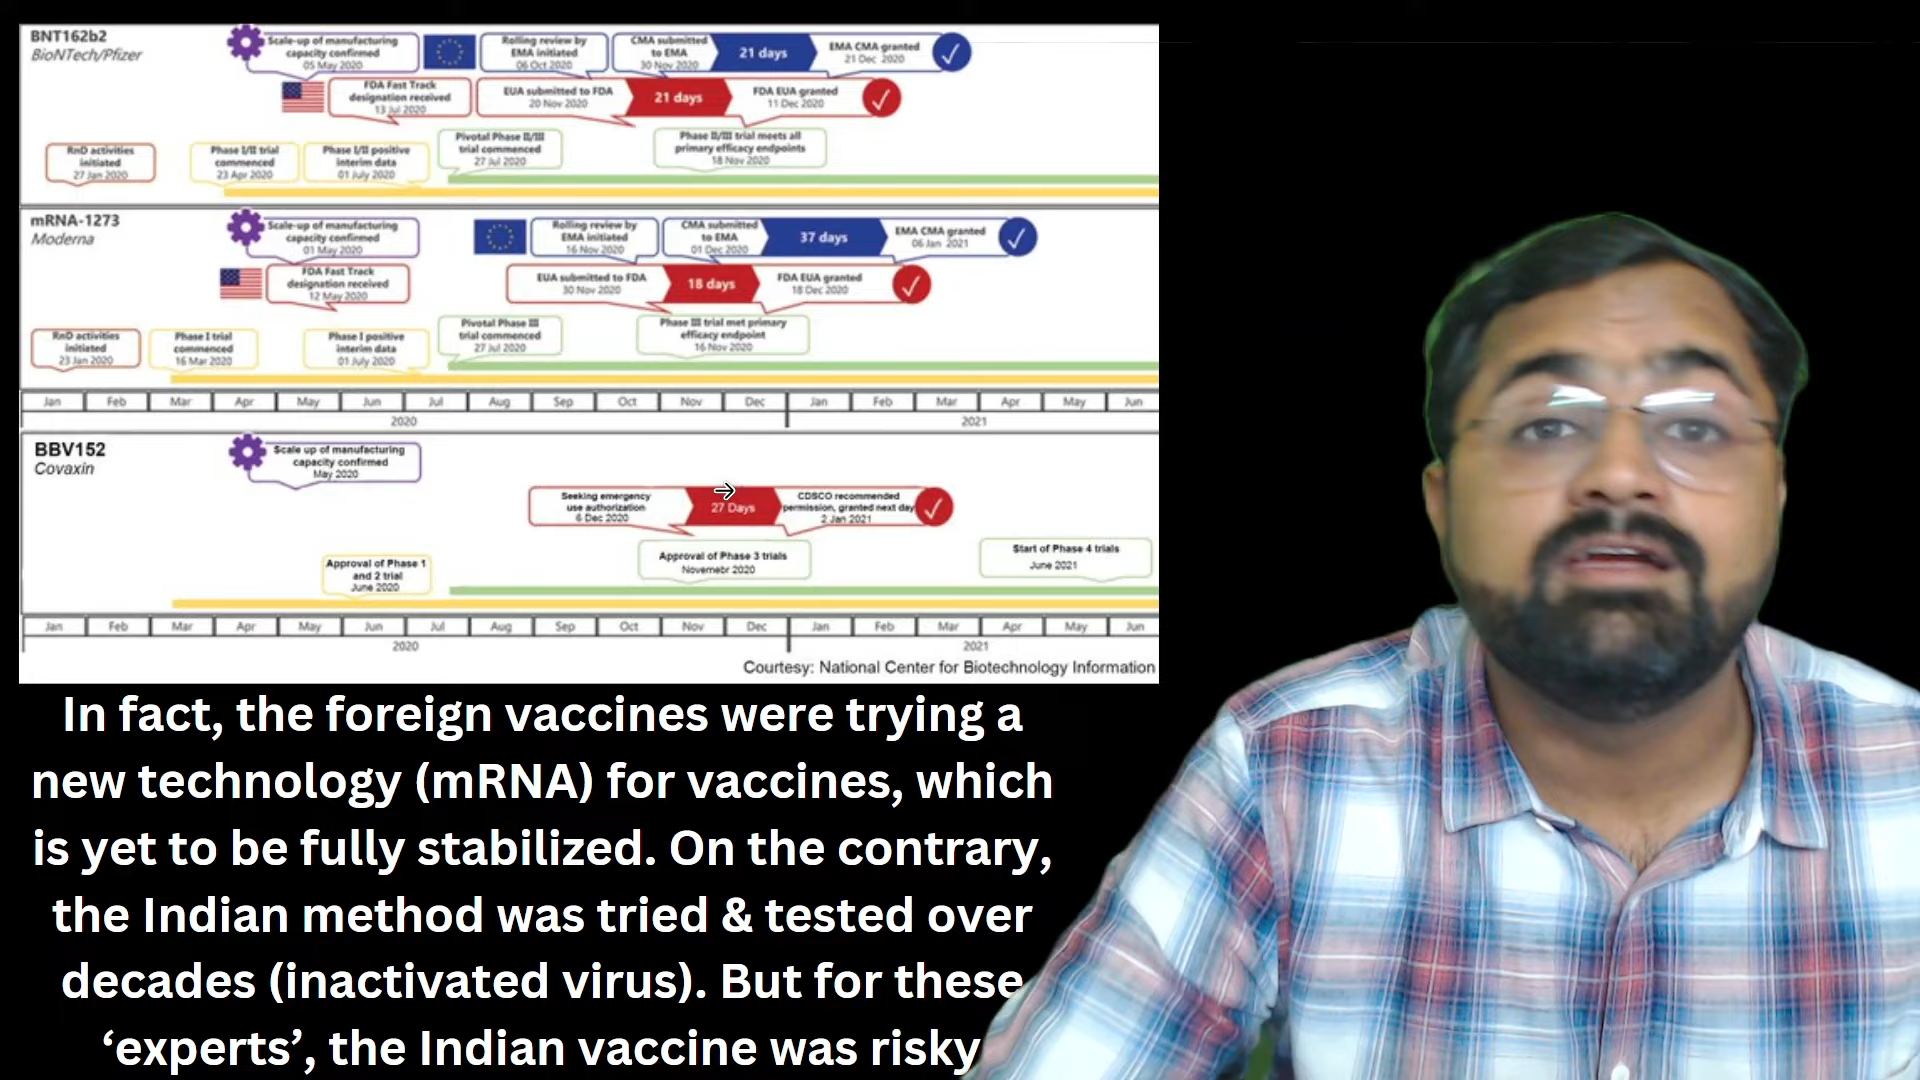 BNT162b2
BioNTech/Pfizer
Scale-up of manufacturing
capacity confirmed
05 May 2020
Rolling review by
EMA initiated
06 Oct 2020
CMA submitted
to EMA
30 Nov 2020
21 days
EMA CMA granted
21 Dec 2020
FDA Fast Track
designation received
13 Jul 2020
EUA submitted to FDA
20 Nov 2020
21 days
FDA EUA granted
11 Dec 2020
RnD activities
initiated
27 Jan 2020
Phase I/II trial
commenced
23 Apr 2020
Phase I/II positive
interim data
01 July 2020
Pivotal Phase II/III
trial commenced
27 Jul 2020
Phase II/III trial meets all
primary efficacy endpoints
18 Nov 2020
mRNA-1273
Moderna
Scale-up of manufacturing
capacity confirmed
01 May 2020
Rolling review by
EMA initiated
16 Nov 2020
CMA submitted
to EMA
01 Dec 2020
37 days
EMA CMA granted
06 Jan 2021
FDA Fast Track
designation received
12 May 2020
EUA submitted to FDA
30 Nov 2020
18 days
FDA EUA granted
18 Dec 2020
RnD activities
initiated
23 Jan 2020
Phase I trial
commenced
16 Mar 2020
Phase I positive
interim data
01 July 2020
Pivotal Phase III
trial commenced
27 Jul 2020
Phase III trial met primary
efficacy endpoint
16 Nov 2020
Jan Feb Mar Apr May Jun Jul Aug Sep Oct Nov Dec Jan Feb Mar Apr May Jun
2020 2021
BBV152
Covaxin
Scale up of manufacturing
capacity confirmed
May 2020
Seeking emergency
use authorization
6 Dec 2020
27 Days
CDSCO recommended
permission, granted next day
2 Jan 2021
Approval of Phase 1
and 2 trial
June 2020
Approval of Phase 3 trials
Novemebr 2020
Start of Phase 4 trials
June 2021
Jan Feb Mar Apr May Jun Jul Aug Sep Oct Nov Dec Jan Feb Mar Apr May Jun
2020 2021
Courtesy: National Center for Biotechnology Information
In fact, the foreign vaccines were trying a
new technology (mRNA) for vaccines, which
is yet to be fully stabilized. On the contrary,
the Indian method was tried & tested over
decades (inactivated virus). But for these
‘experts’, the Indian vaccine was risky